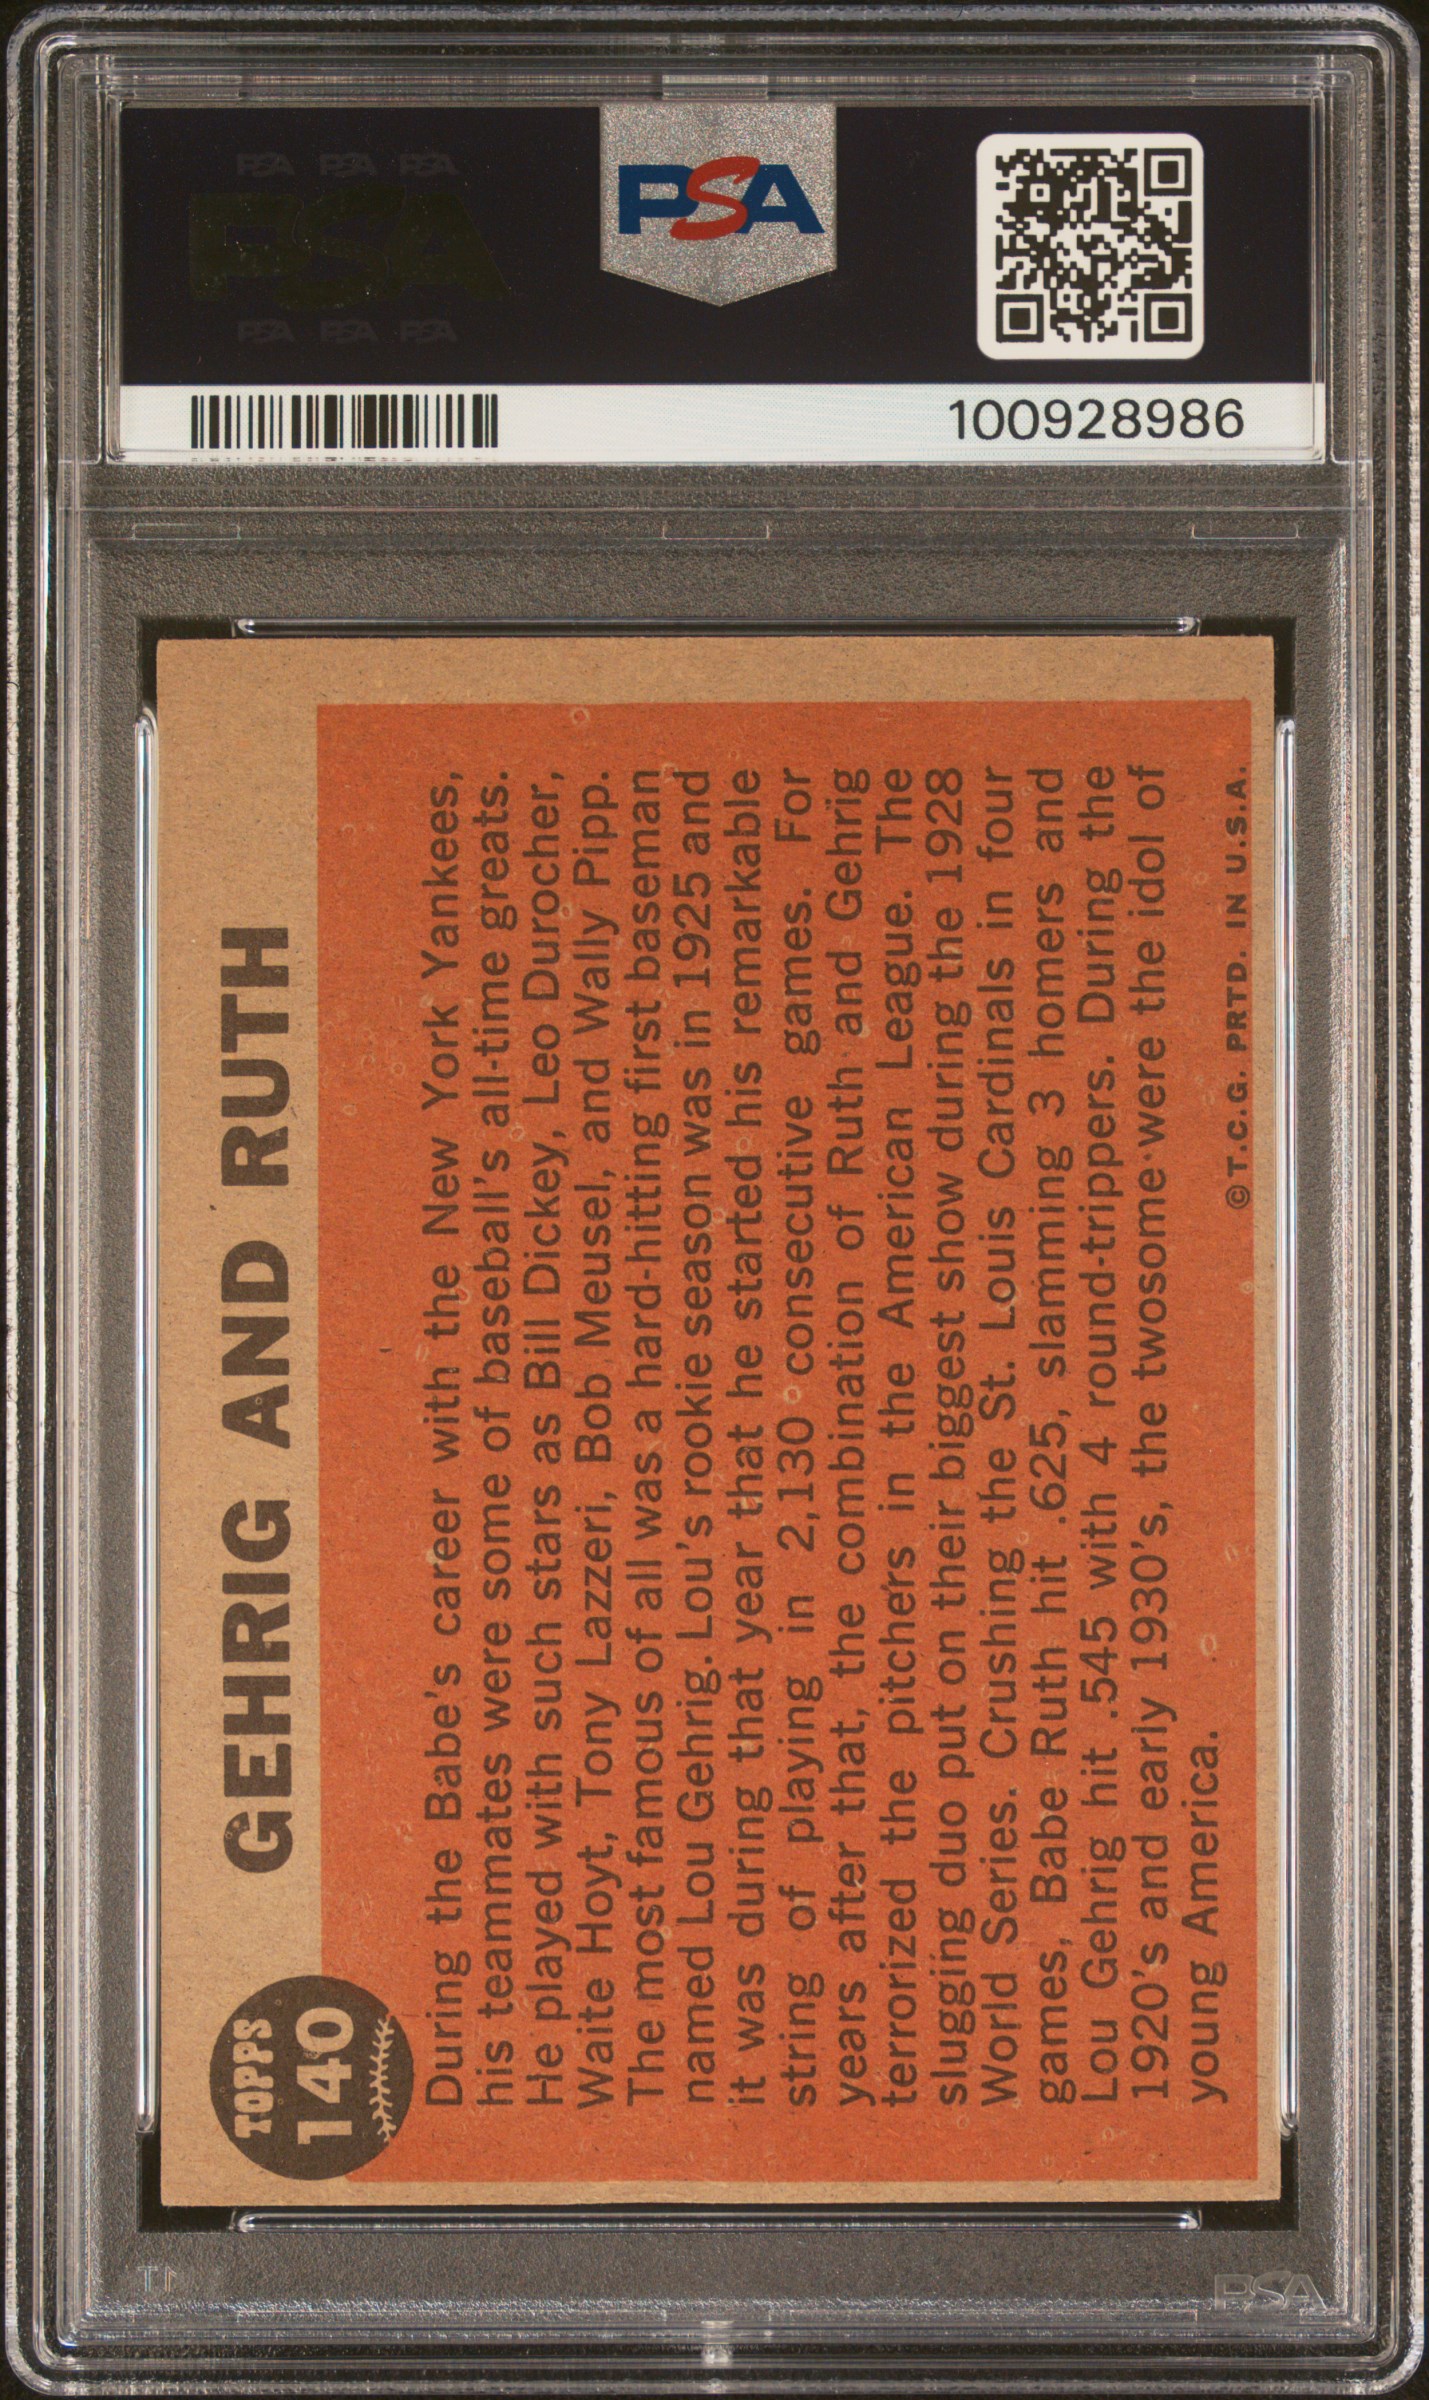 PSA PSA PSA
PSA
PSA PSA PSA
PSA
100928986
TOPPS
140
GEHRIG AND RUTH
During the Babe's career with the New York Yankees,
his teammates were some of baseball's all-time greats.
He played with such stars as Bill Dickey, Leo Durocher,
Waite Hoyt, Tony Lazzeri, Bob Meusel, and Wally Pipp.
The most famous of all was a hard-hitting first baseman
named Lou Gehrig. Lou's rookie season was in 1925 and
it was during that year that he started his remarkable
string of playing in 2,130 consecutive games. For
years after that, the combination of Ruth and Gehrig
terrorized the pitchers in the American League. The
slugging duo put on their biggest show during the 1928
World Series. Crushing the St. Louis Cardinals in four
games, Babe Ruth hit .625, slamming 3 homers and
Lou Gehrig hit .545 with 4 round-trippers. During the
1920's and early 1930's, the twosome were the idol of
young America.
© T.C.G. PRTD. IN U.S.A.
PSA